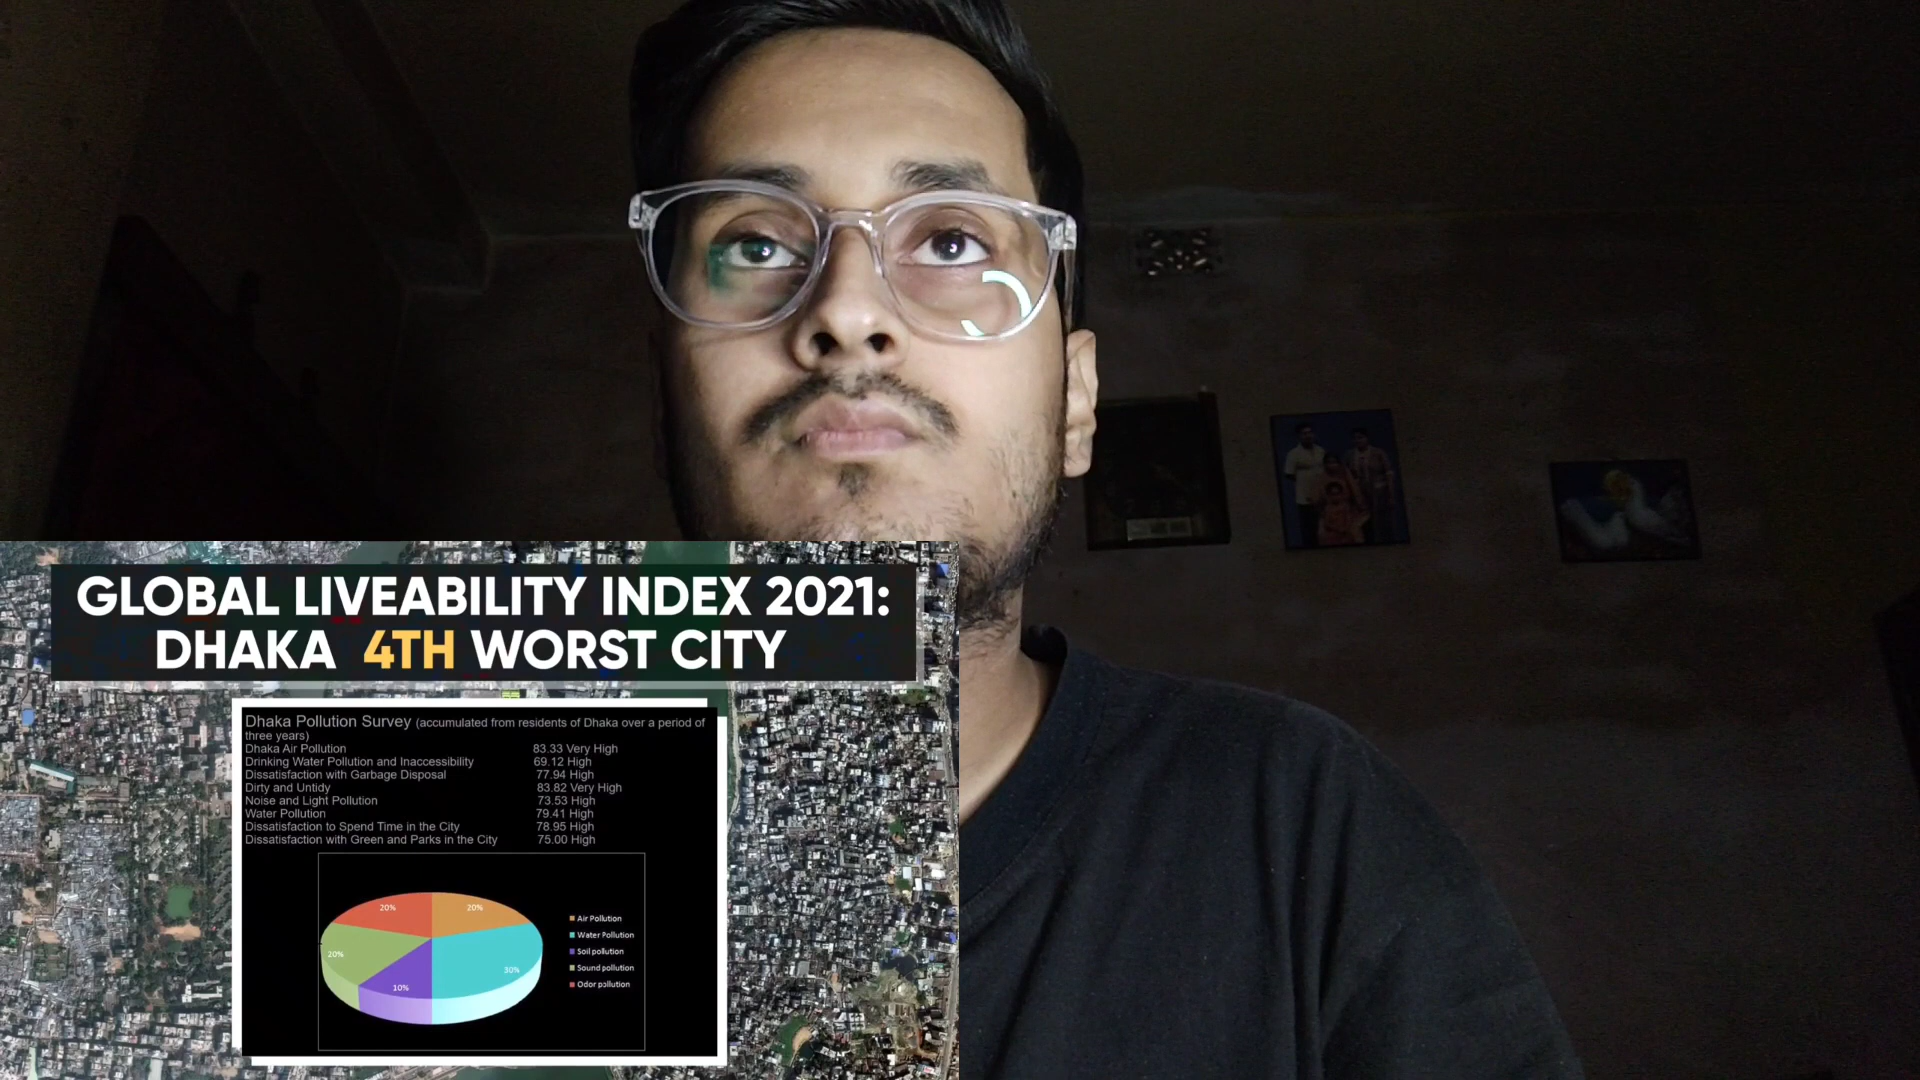 GLOBAL LIVEABILITY INDEX 2021:
DHAKA 4TH WORST CITY
Dhaka Pollution Survey (accumulated from residents of Dhaka over a period of
three years)
Dhaka Air Pollution 83.33 Very High
Drinking Water Pollution and Inaccessibility 69.12 High
Dissatisfaction with Garbage Disposal 77.94 High
Dirty and Untidy 83.82 Very High
Noise and Light Pollution 73.53 High
Water Pollution 79.41 High
Dissatisfaction to Spend Time in the City 78.95 High
Dissatisfaction with Green and Parks in the City 75.00 High
20% 20%
Air Pollution
Water Pollution
Soil pollution
20%
Sound pollution
30%
Odor pollution
10%